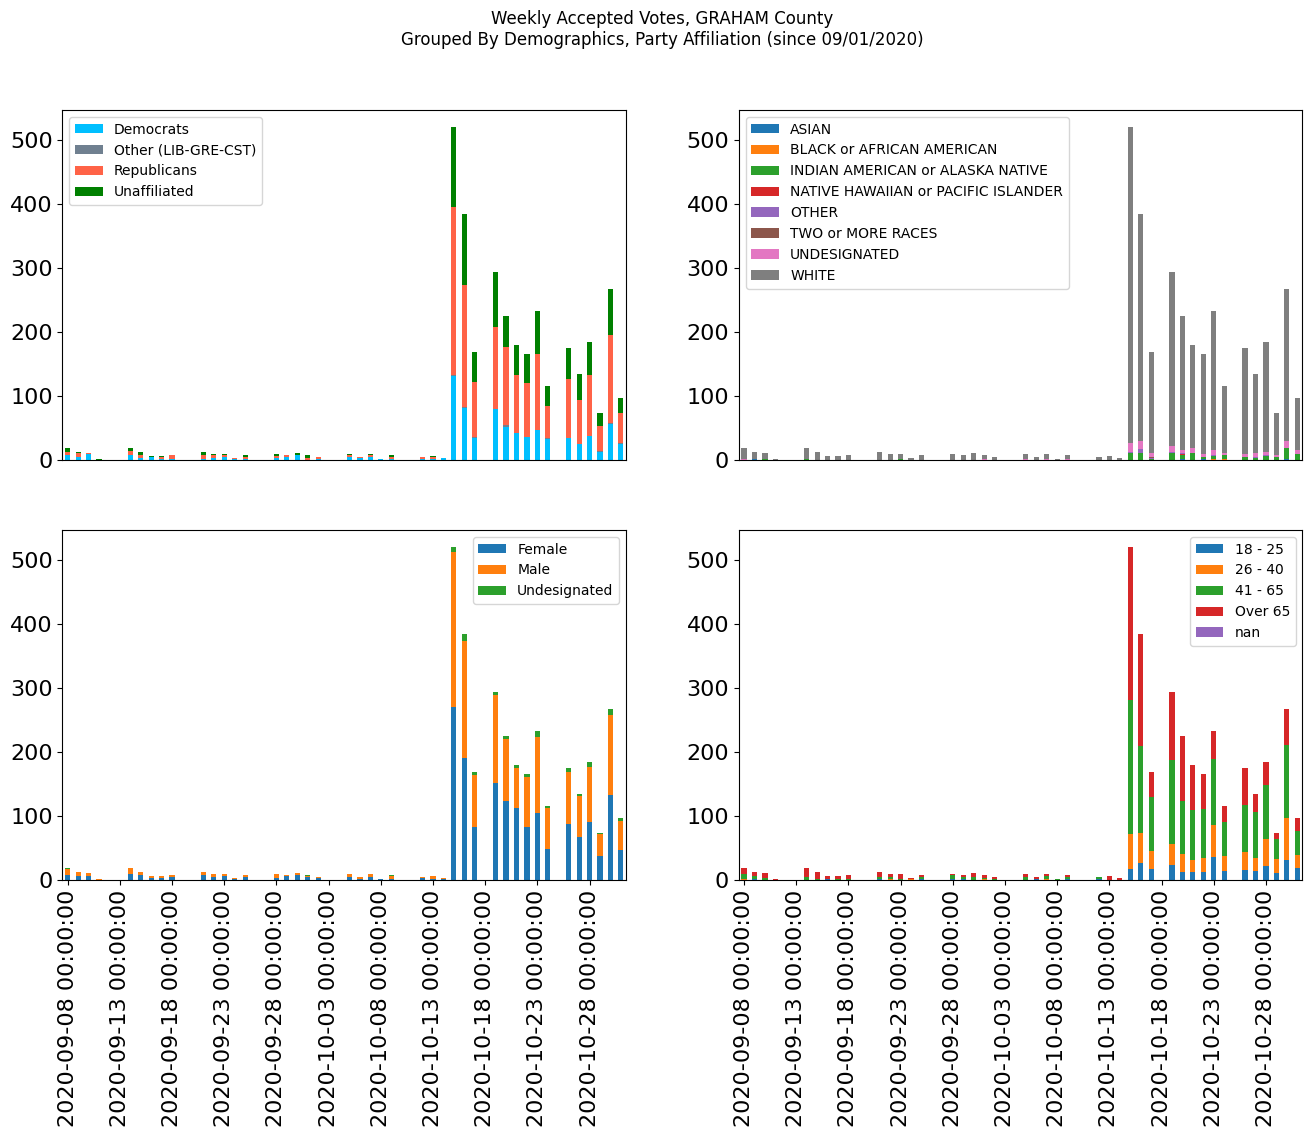 Weekly Accepted Votes, GRAHAM County
Grouped By Demographics, Party Affiliation (since 09/01/2020)
500
400
300
200
100
0
Democrats
Other (LIB-GRE-CST)
Republicans
Unaffiliated
500
400
300
200
100
0
ASIAN
BLACK or AFRICAN AMERICAN
INDIAN AMERICAN or ALASKA NATIVE
NATIVE HAWAIIAN or PACIFIC ISLANDER
OTHER
TWO or MORE RACES
UNDESIGNATED
WHITE
500
400
300
200
100
0
Female
Male
Undesignated
2020-09-08 00:00:00
2020-09-13 00:00:00
2020-09-18 00:00:00
2020-09-23 00:00:00
2020-09-28 00:00:00
2020-10-03 00:00:00
2020-10-08 00:00:00
2020-10-13 00:00:00
2020-10-18 00:00:00
2020-10-23 00:00:00
2020-10-28 00:00:00
500
400
300
200
100
0
18 - 25
26 - 40
41 - 65
Over 65
nan
2020-09-08 00:00:00
2020-09-13 00:00:00
2020-09-18 00:00:00
2020-09-23 00:00:00
2020-09-28 00:00:00
2020-10-03 00:00:00
2020-10-08 00:00:00
2020-10-13 00:00:00
2020-10-18 00:00:00
2020-10-23 00:00:00
2020-10-28 00:00:00